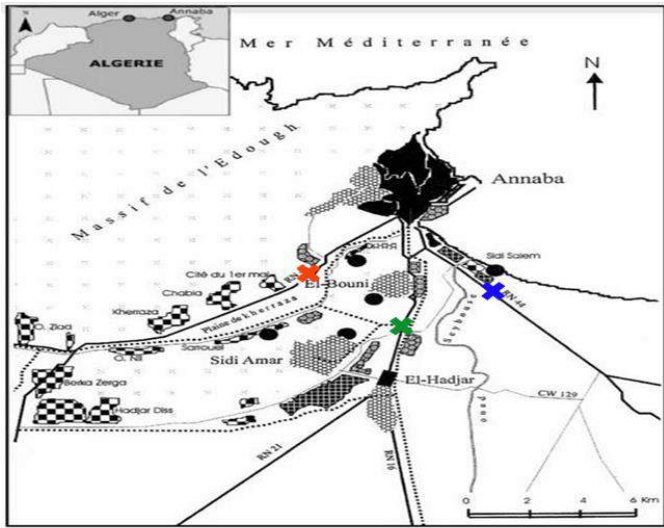 Alger
Annaba
ALGERIE
Mer Méditerranée
N
Massif de l'Edough
Annaba
Sidi Salem
Cité du 1er mai
RN
El-Bouni
Chabia
RN 44
Kherraza
Plaine de kherraza
Seybouse
O. Ziad
O. Nil
Sarouel
Sidi Amar
El-Hadjar
Berka Zerga
CW 129
Hadjar Diss
RN 21
RN 16
0 2 4 6 Km